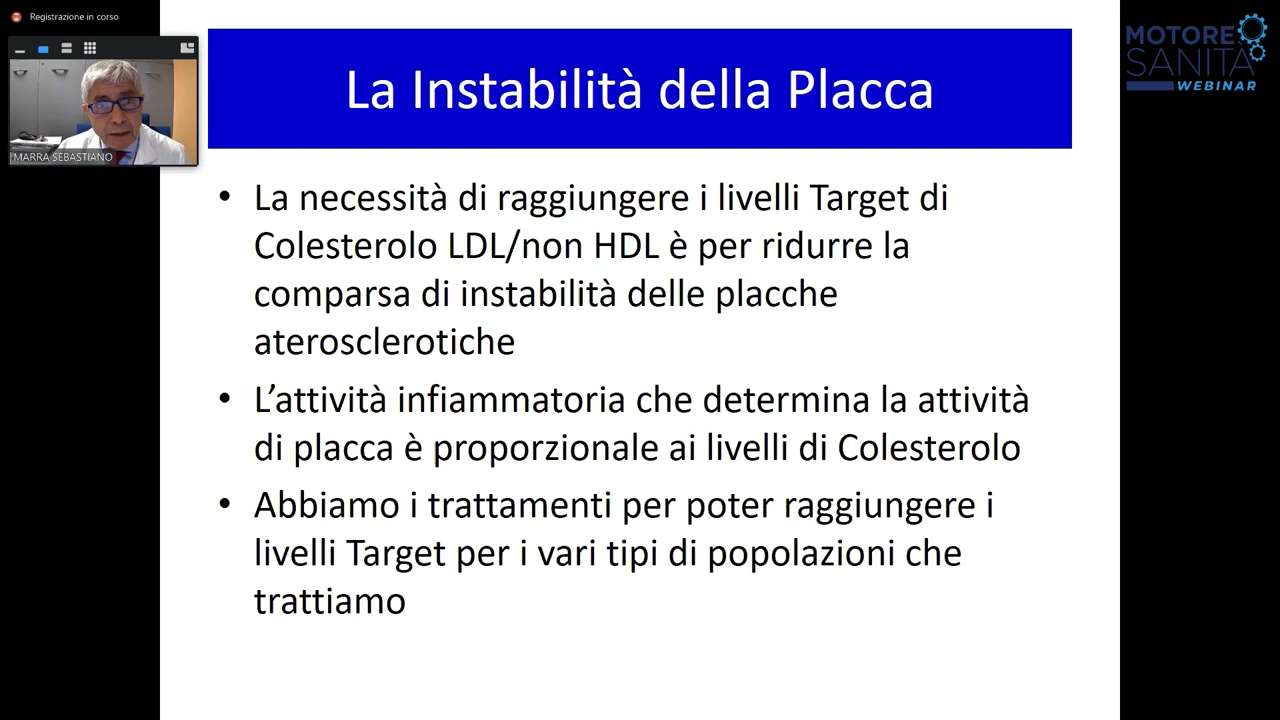 Registrazione in corso
MARRA SEBASTIANO
MOTORE
SANITÀ
WEBINAR
La Instabilità della Placca
• La necessità di raggiungere i livelli Target di
Colesterolo LDL/non HDL è per ridurre la
comparsa di instabilità delle placche
aterosclerotiche
• L’attività infiammatoria che determina la attività
di placca è proporzionale ai livelli di Colesterolo
• Abbiamo i trattamenti per poter raggiungere i
livelli Target per i vari tipi di popolazioni che
trattiamo